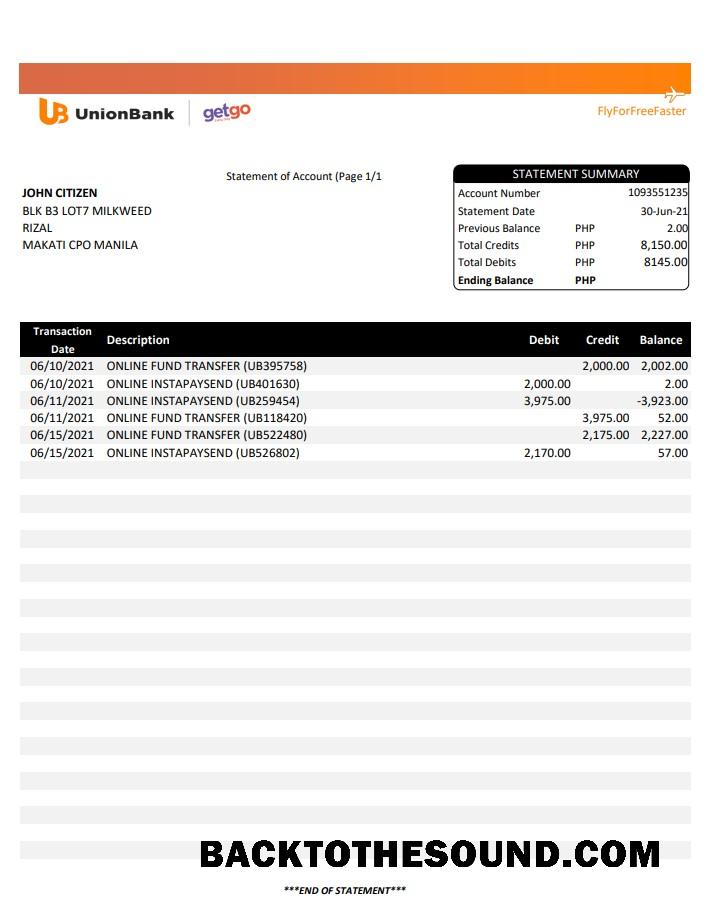 UB UnionBank getgo
FlyForFreeFaster
Statement of Account (Page 1/1
JOHN CITIZEN
BLK B3 LOT7 MILKWEED
RIZAL
MAKATI CPO MANILA
STATEMENT SUMMARY
Account Number 1093551235
Statement Date 30-Jun-21
Previous Balance PHP 2.00
Total Credits PHP 8,150.00
Total Debits PHP 8145.00
Ending Balance PHP
Transaction
Date Description Debit Credit Balance
06/10/2021 ONLINE FUND TRANSFER (UB395758) 2,000.00 2,002.00
06/10/2021 ONLINE INSTAPAYSEND (UB401630) 2,000.00 2.00
06/11/2021 ONLINE INSTAPAYSEND (UB259454) 3,975.00 -3,923.00
06/11/2021 ONLINE FUND TRANSFER (UB118420) 3,975.00 52.00
06/15/2021 ONLINE FUND TRANSFER (UB522480) 2,175.00 2,227.00
06/15/2021 ONLINE INSTAPAYSEND (UB526802) 2,170.00 57.00
BACKTOTHESOUND.COM
***END OF STATEMENT***